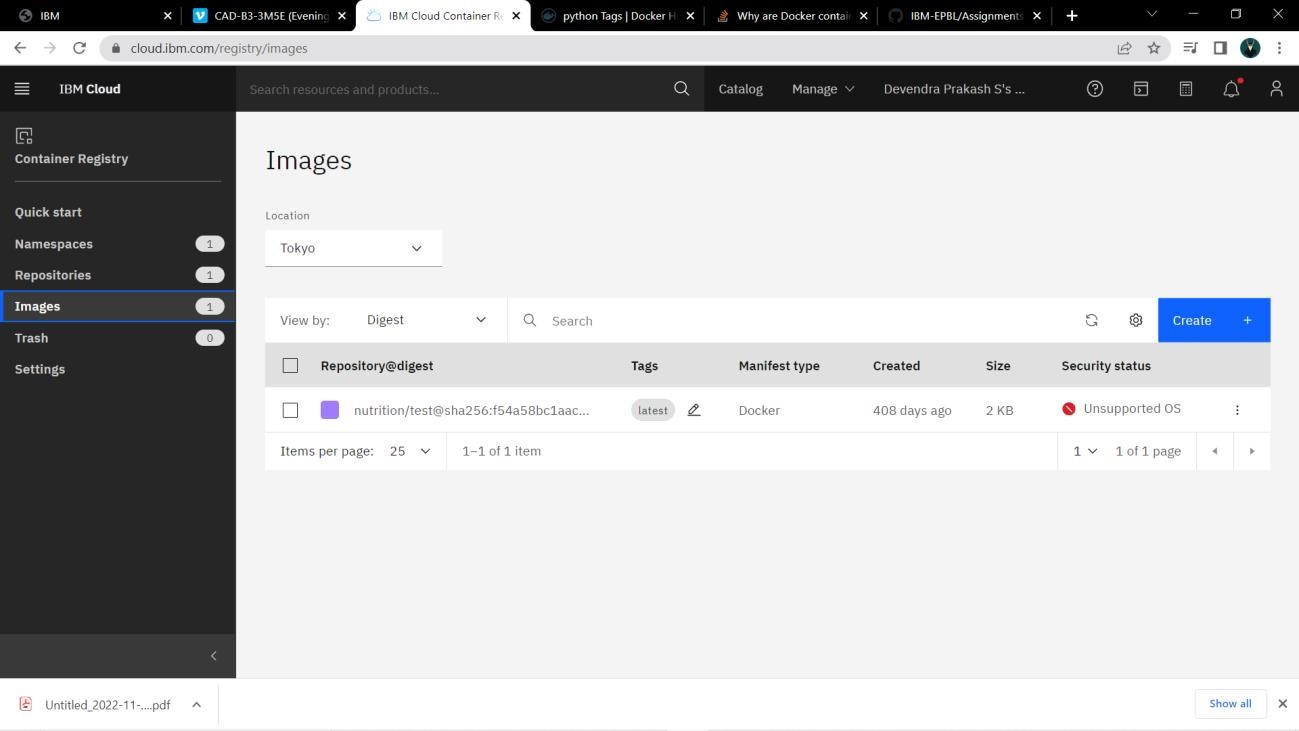 IBM
CAD-B3-3M5E (Evening
IBM Cloud Container Re
python Tags | Docker H
Why are Docker contain
IBM-EPBL/Assignments
cloud.ibm.com/registry/images
IBM Cloud
Search resources and products...
Catalog
Manage
Devendra Prakash S's ...
Container Registry
Quick start
Namespaces 1
Repositories 1
Images 1
Trash 0
Settings
Images
Location
Tokyo
View by: Digest
Search
Create +
Repository@digest Tags Manifest type Created Size Security status
nutrition/test@sha256:f54a58bc1aac... latest Docker 408 days ago 2 KB Unsupported OS
Items per page: 25 1–1 of 1 item 1 1 of 1 page
Untitled_2022-11-....pdf
Show all